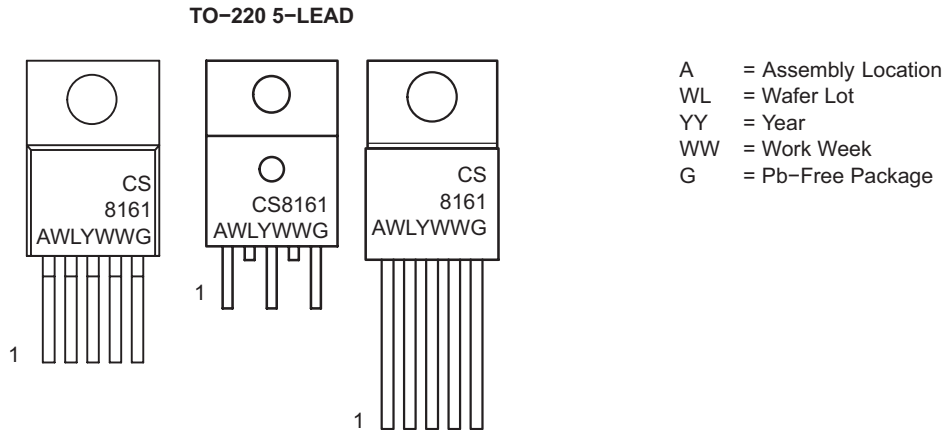 TO−220 5−LEAD
CS
8161
AWLYWWG
1
CS8161
AWLYWWG
1
CS
8161
AWLYWWG
1
A = Assembly Location
WL = Wafer Lot
YY = Year
WW = Work Week
G = Pb−Free Package